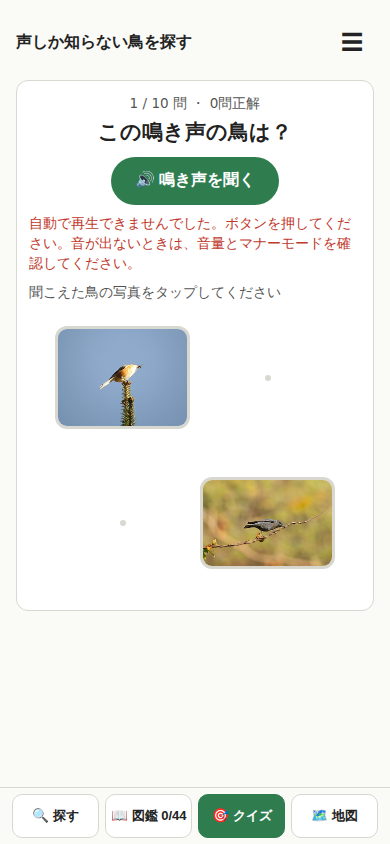 声しか知らない鳥を探す
1 / 10 問 ・ 0問正解
この鳴き声の鳥は？
🔊 鳴き声を聞く
自動で再生できませんでした。ボタンを押してくだ
さい。音が出ないときは、音量とマナーモードを確
認してください。
聞こえた鳥の写真をタップしてください
🔍 探す
📖 図鑑 0/44
🎯 クイズ
🗺️ 地図